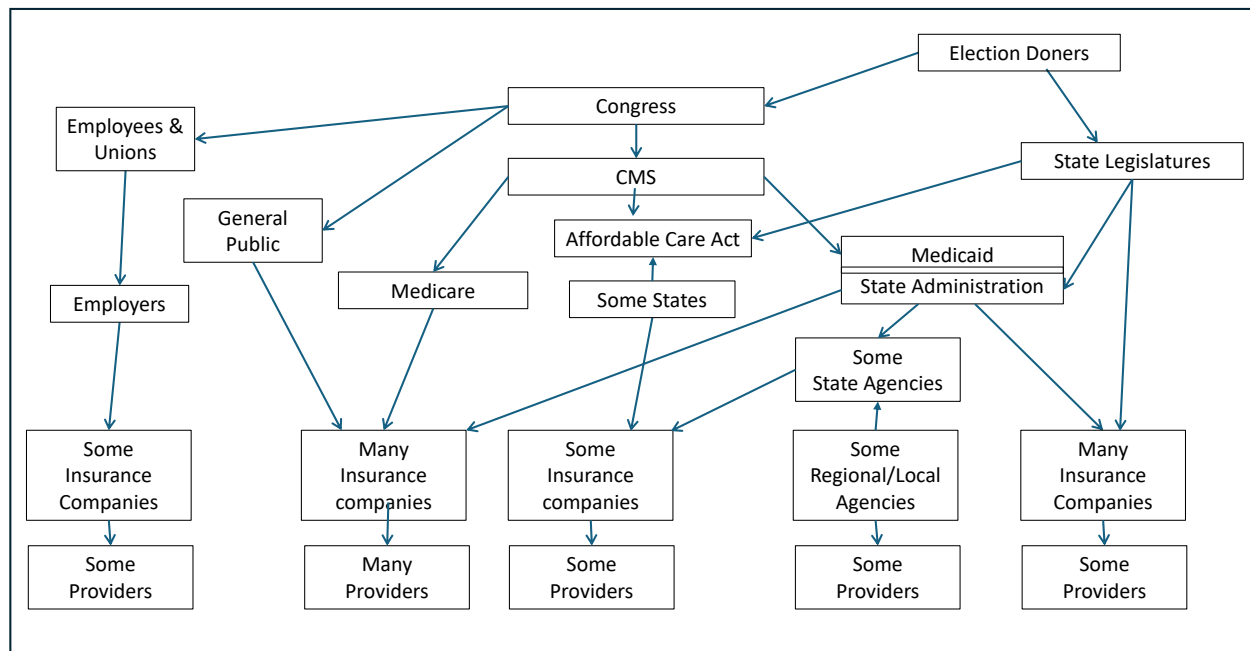 Election Doners
Congress
Employees &
Unions
State Legislatures
CMS
General
Public
Affordable Care Act
Medicaid
State Administration
Medicare
Some States
Employers
Some
State Agencies
Some
Insurance
Companies
Many
Insurance
companies
Some
Insurance
companies
Some
Regional/Local
Agencies
Many
Insurance
Companies
Some
Providers
Many
Providers
Some
Providers
Some
Providers
Some
Providers